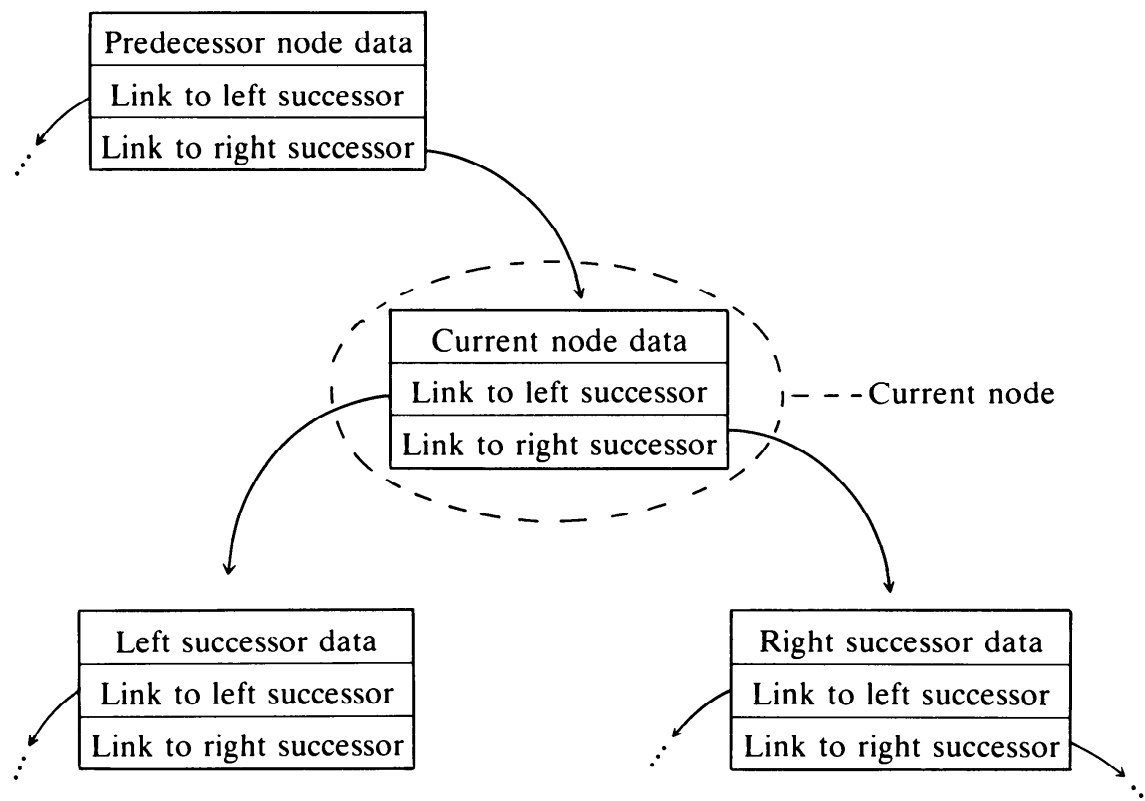 Predecessor node data
Link to left successor
Link to right successor
Current node data
Link to left successor
Link to right successor
Current node
Left successor data
Link to left successor
Link to right successor
Right successor data
Link to left successor
Link to right successor